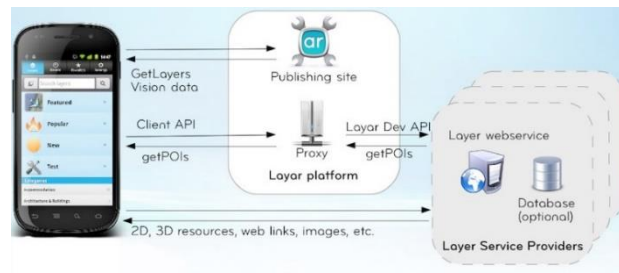 ar
GetLayers
Vision data
Publishing site
Client API
getPOIs
Proxy
Layar platform
Layar Dev API
getPOIs
Layer webservice
Database
(optional)
Layer Service Providers
2D, 3D resources, web links, images, etc.
Featured
Popular
New
Test